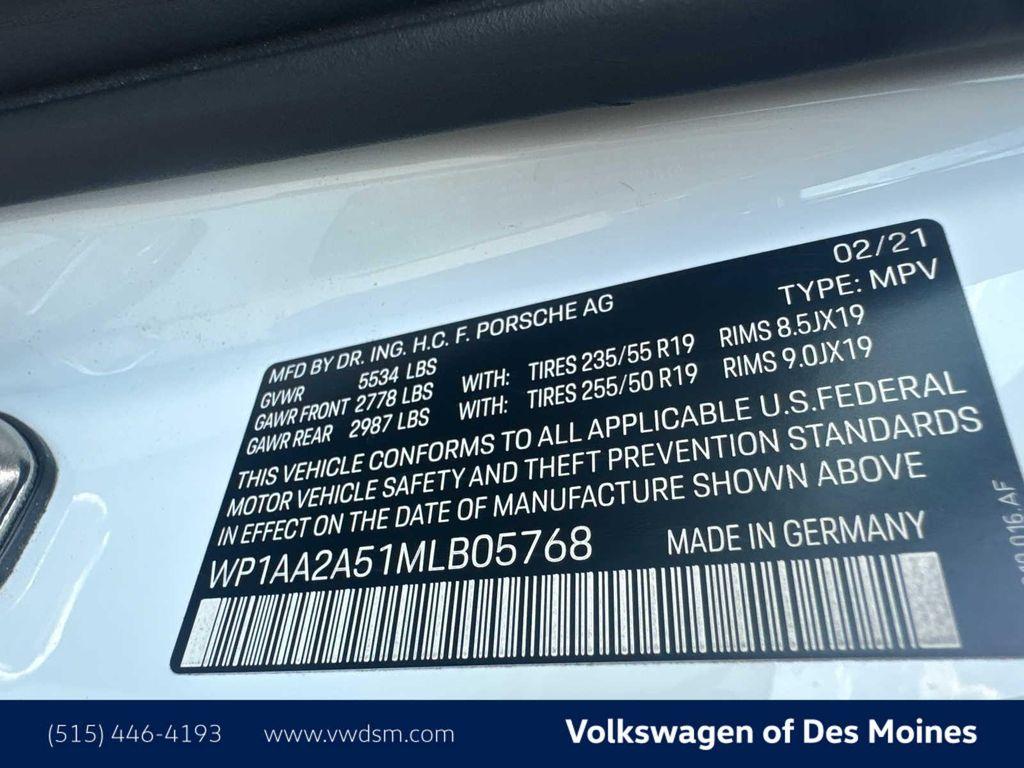 02/21
TYPE: MPV
MFD BY DR. ING. H.C. F. PORSCHE AG
GVWR 5534 LBS
GAWR FRONT 2778 LBS WITH: TIRES 235/55 R19 RIMS 8.5JX19
GAWR REAR 2987 LBS WITH: TIRES 255/50 R19 RIMS 9.0JX19
THIS VEHICLE CONFORMS TO ALL APPLICABLE U.S.FEDERAL
MOTOR VEHICLE SAFETY AND THEFT PREVENTION STANDARDS
IN EFFECT ON THE DATE OF MANUFACTURE SHOWN ABOVE
WP1AA2A51MLB05768 MADE IN GERMANY
(515) 446-4193 www.vwdsm.com Volkswagen of Des Moines